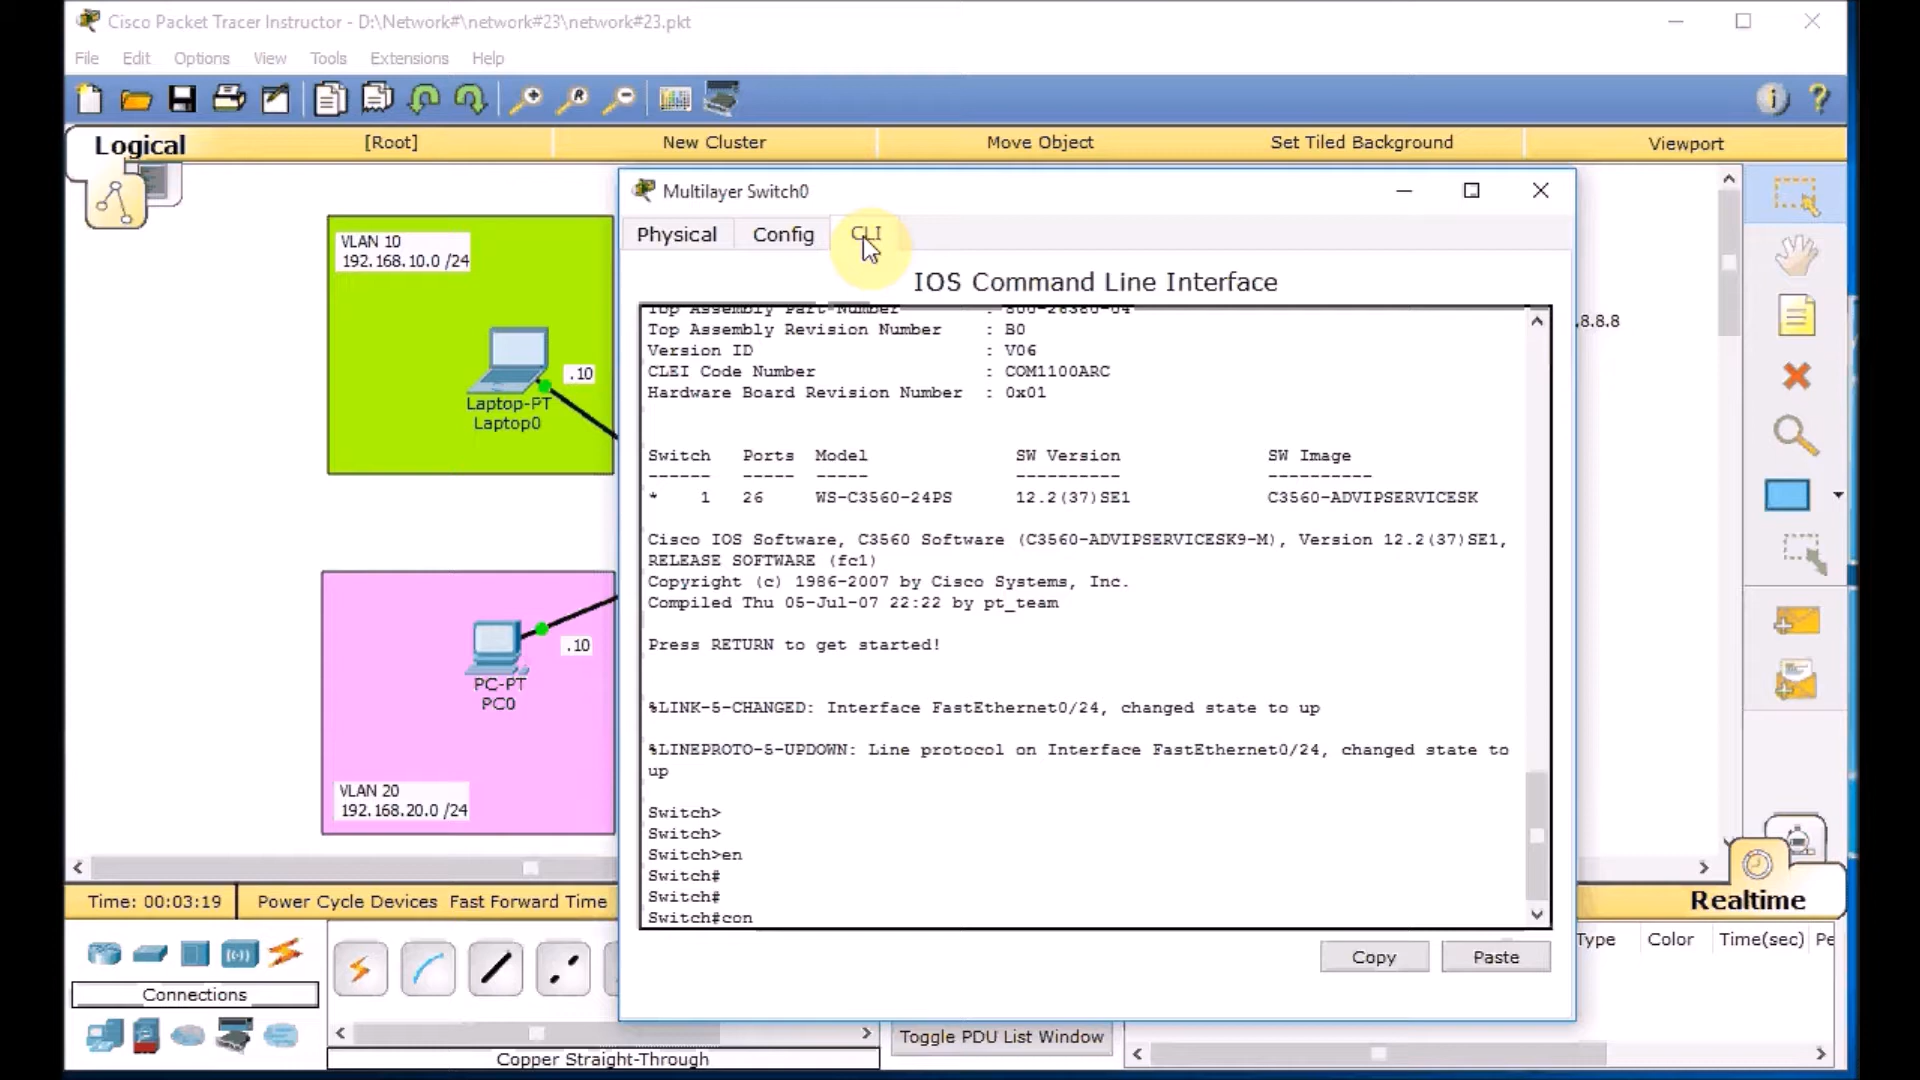 Cisco Packet Tracer Instructor - D:\Network#\network#23\network#23.pkt
File Edit Options View Tools Extensions Help
Logical [Root] New Cluster Move Object Set Tiled Background Viewport
VLAN 10
192.168.10.0 /24
.10
Laptop-PT
Laptop0
.10
PC-PT
PC0
VLAN 20
192.168.20.0 /24
.8.8.8
Multilayer Switch0
Physical Config CLI
IOS Command Line Interface
Top Assembly Part Number : 800-26380-04
Top Assembly Revision Number : B0
Version ID : V06
CLEI Code Number : COM1100ARC
Hardware Board Revision Number : 0x01
Switch Ports Model SW Version SW Image
------ ----- ----- ---------- ----------
* 1 26 WS-C3560-24PS 12.2(37)SE1 C3560-ADVIPSERVICESK
Cisco IOS Software, C3560 Software (C3560-ADVIPSERVICESK9-M), Version 12.2(37)SE1,
RELEASE SOFTWARE (fc1)
Copyright (c) 1986-2007 by Cisco Systems, Inc.
Compiled Thu 05-Jul-07 22:22 by pt_team
Press RETURN to get started!
%LINK-5-CHANGED: Interface FastEthernet0/24, changed state to up
%LINEPROTO-5-UPDOWN: Line protocol on Interface FastEthernet0/24, changed state to
up
Switch>
Switch>
Switch>en
Switch#
Switch#
Switch#con
Copy Paste
Time: 00:03:19 Power Cycle Devices Fast Forward Time
Realtime
Type Color Time(sec) Pe
Connections
Toggle PDU List Window
Copper Straight-Through